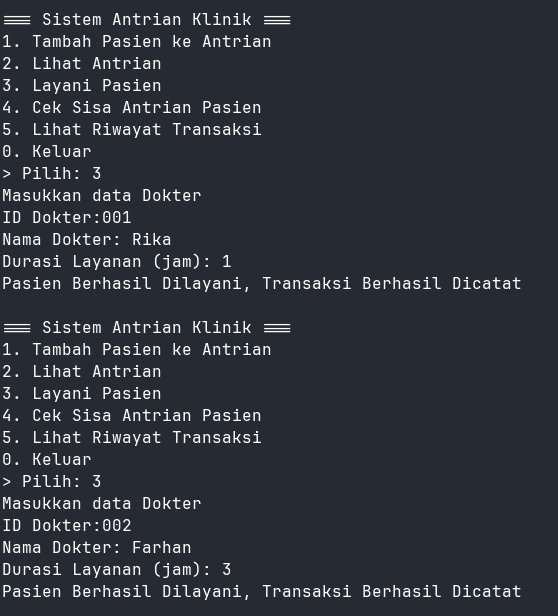 === Sistem Antrian Klinik ===
1. Tambah Pasien ke Antrian
2. Lihat Antrian
3. Layani Pasien
4. Cek Sisa Antrian Pasien
5. Lihat Riwayat Transaksi
0. Keluar
> Pilih: 3
Masukkan data Dokter
ID Dokter:001
Nama Dokter: Rika
Durasi Layanan (jam): 1
Pasien Berhasil Dilayani, Transaksi Berhasil Dicatat
=== Sistem Antrian Klinik ===
1. Tambah Pasien ke Antrian
2. Lihat Antrian
3. Layani Pasien
4. Cek Sisa Antrian Pasien
5. Lihat Riwayat Transaksi
0. Keluar
> Pilih: 3
Masukkan data Dokter
ID Dokter:002
Nama Dokter: Farhan
Durasi Layanan (jam): 3
Pasien Berhasil Dilayani, Transaksi Berhasil Dicatat